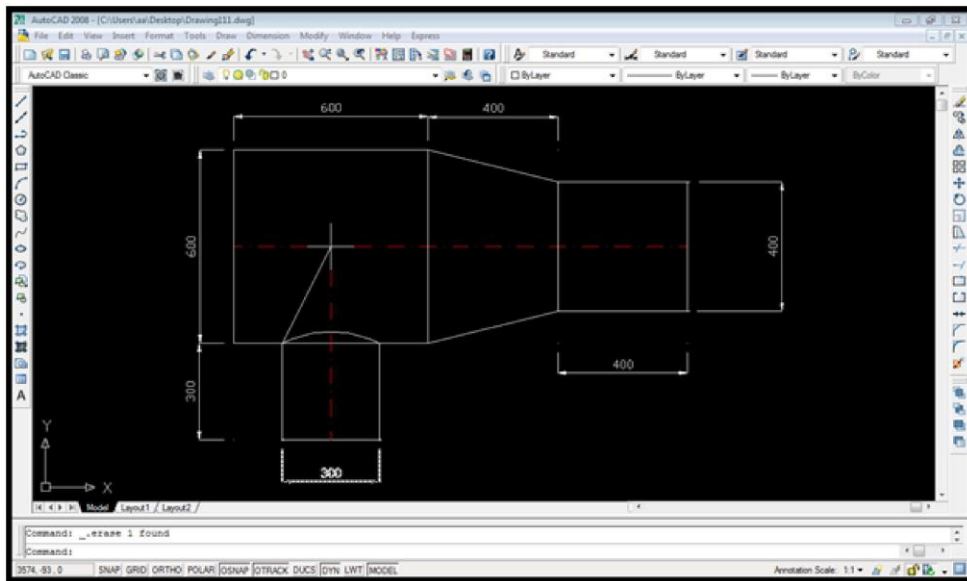 AutoCAD 2008 - [C:\Users\aa\Desktop\Drawing111.dwg]
File Edit View Insert Format Tools Draw Dimension Modify Window Help Express
Standard Standard Standard Standard
AutoCAD Classic 0 ByLayer ByLayer ByLayer ByColor
600 400
600
400
300
400
300
Y
X
Model Layout1 Layout2
Command: _.erase 1 found
Command:
3574,-93,0 SNAP GRID ORTHO POLAR OSNAP OTRACK DUCS DYN LWT MODEL Annotation Scale: 1:1